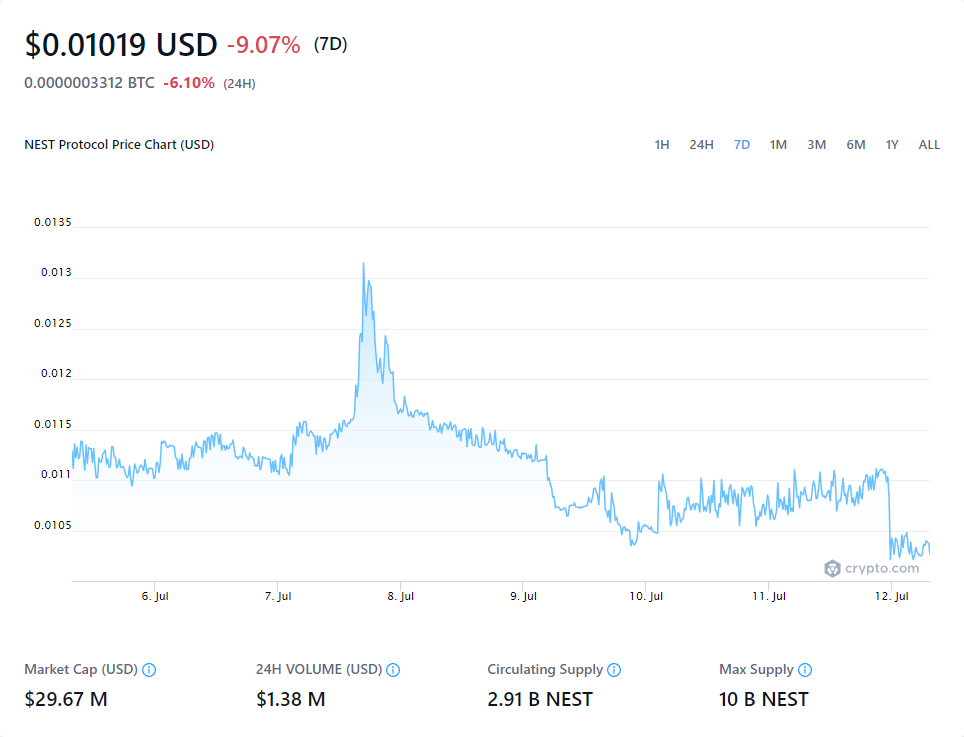 $0.01019 USD -9.07% (7D)
0.0000003312 BTC -6.10% (24H)
NEST Protocol Price Chart (USD) 1H 24H 7D 1M 3M 6M 1Y ALL
0.0135
0.013
0.0125
0.012
0.0115
0.011
0.0105
crypto.com
6. Jul 7. Jul 8. Jul 9. Jul 10. Jul 11. Jul 12. Jul
Market Cap (USD) 24H VOLUME (USD) Circulating Supply Max Supply
$29.67 M $1.38 M 2.91 B NEST 10 B NEST